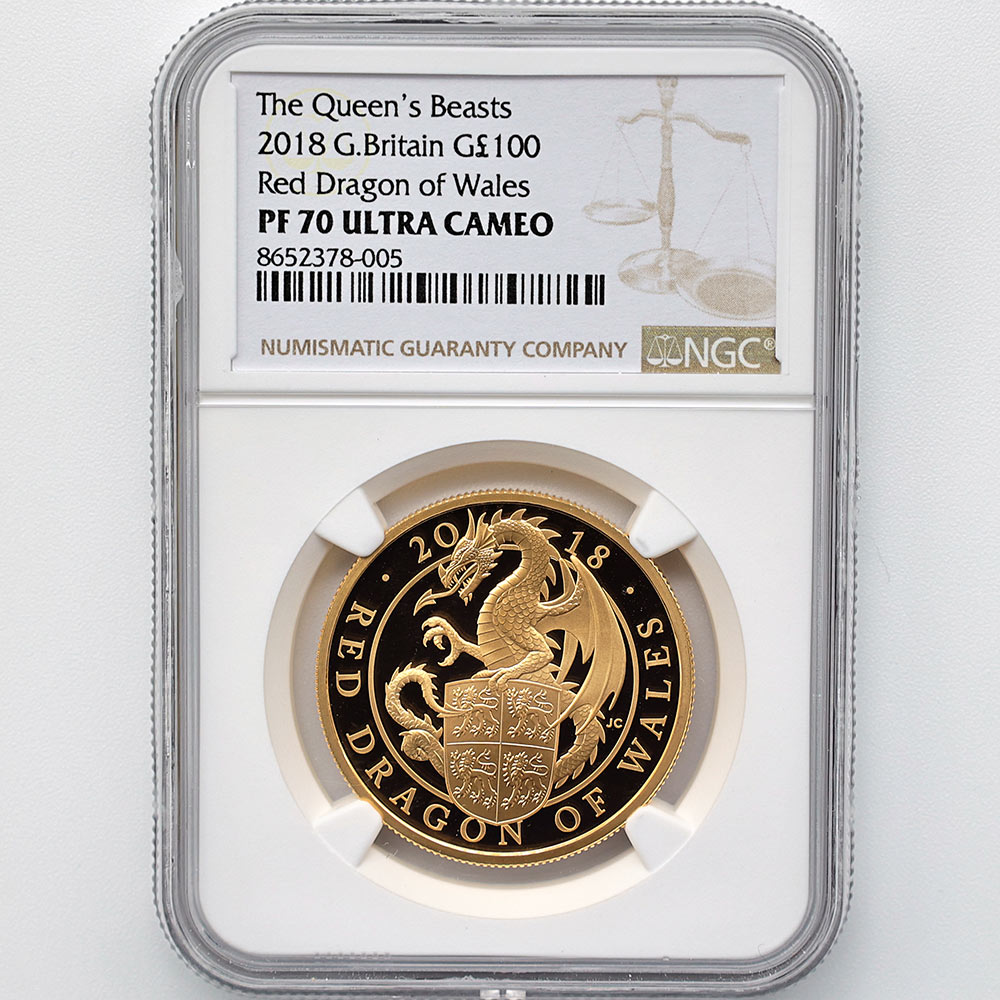 The Queen's Beasts
2018 G.Britain G£100
Red Dragon of Wales
PF 70 ULTRA CAMEO
8652378-005
NUMISMATIC GUARANTY COMPANY
NGC®
· 2018 ·
RED DRAGON OF WALES
JC